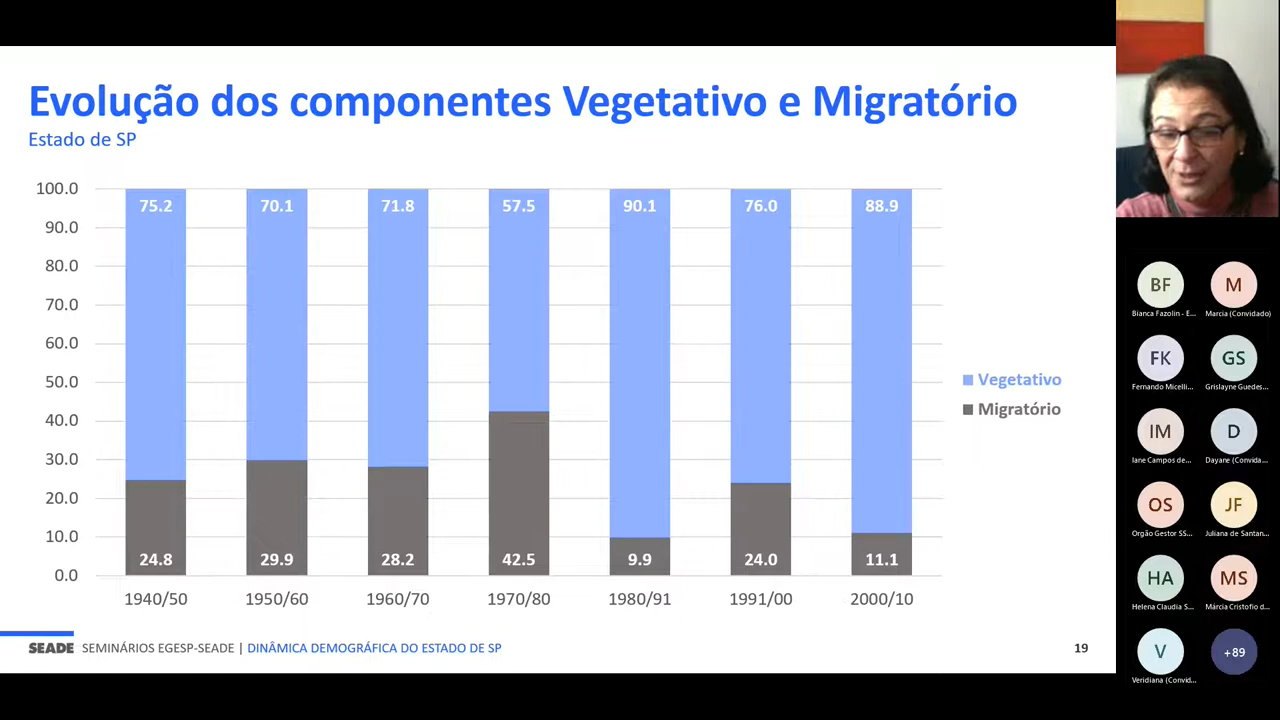 Evolução dos componentes Vegetativo e Migratório
Estado de SP
100.0
90.0
80.0
70.0
60.0
50.0
40.0
30.0
20.0
10.0
0.0
75.2 70.1 71.8 57.5 90.1 76.0 88.9
24.8 29.9 28.2 42.5 9.9 24.0 11.1
1940/50 1950/60 1960/70 1970/80 1980/91 1991/00 2000/10
Vegetativo
Migratório
SEADE SEMINÁRIOS EGESP-SEADE | DINÂMICA DEMOGRÁFICA DO ESTADO DE SP 19
BF M
Bianca Fazolin - E... Marcia (Convidado)
FK GS
Fernando Micelli... Grislayne Guedes...
IM D
Iane Campos de... Dayane (Convida...
OS JF
Orgão Gestor SS... Juliana de Santan...
HA MS
Helena Claudia S... Márcia Cristofio d...
V +89
Veridiana (Convid...